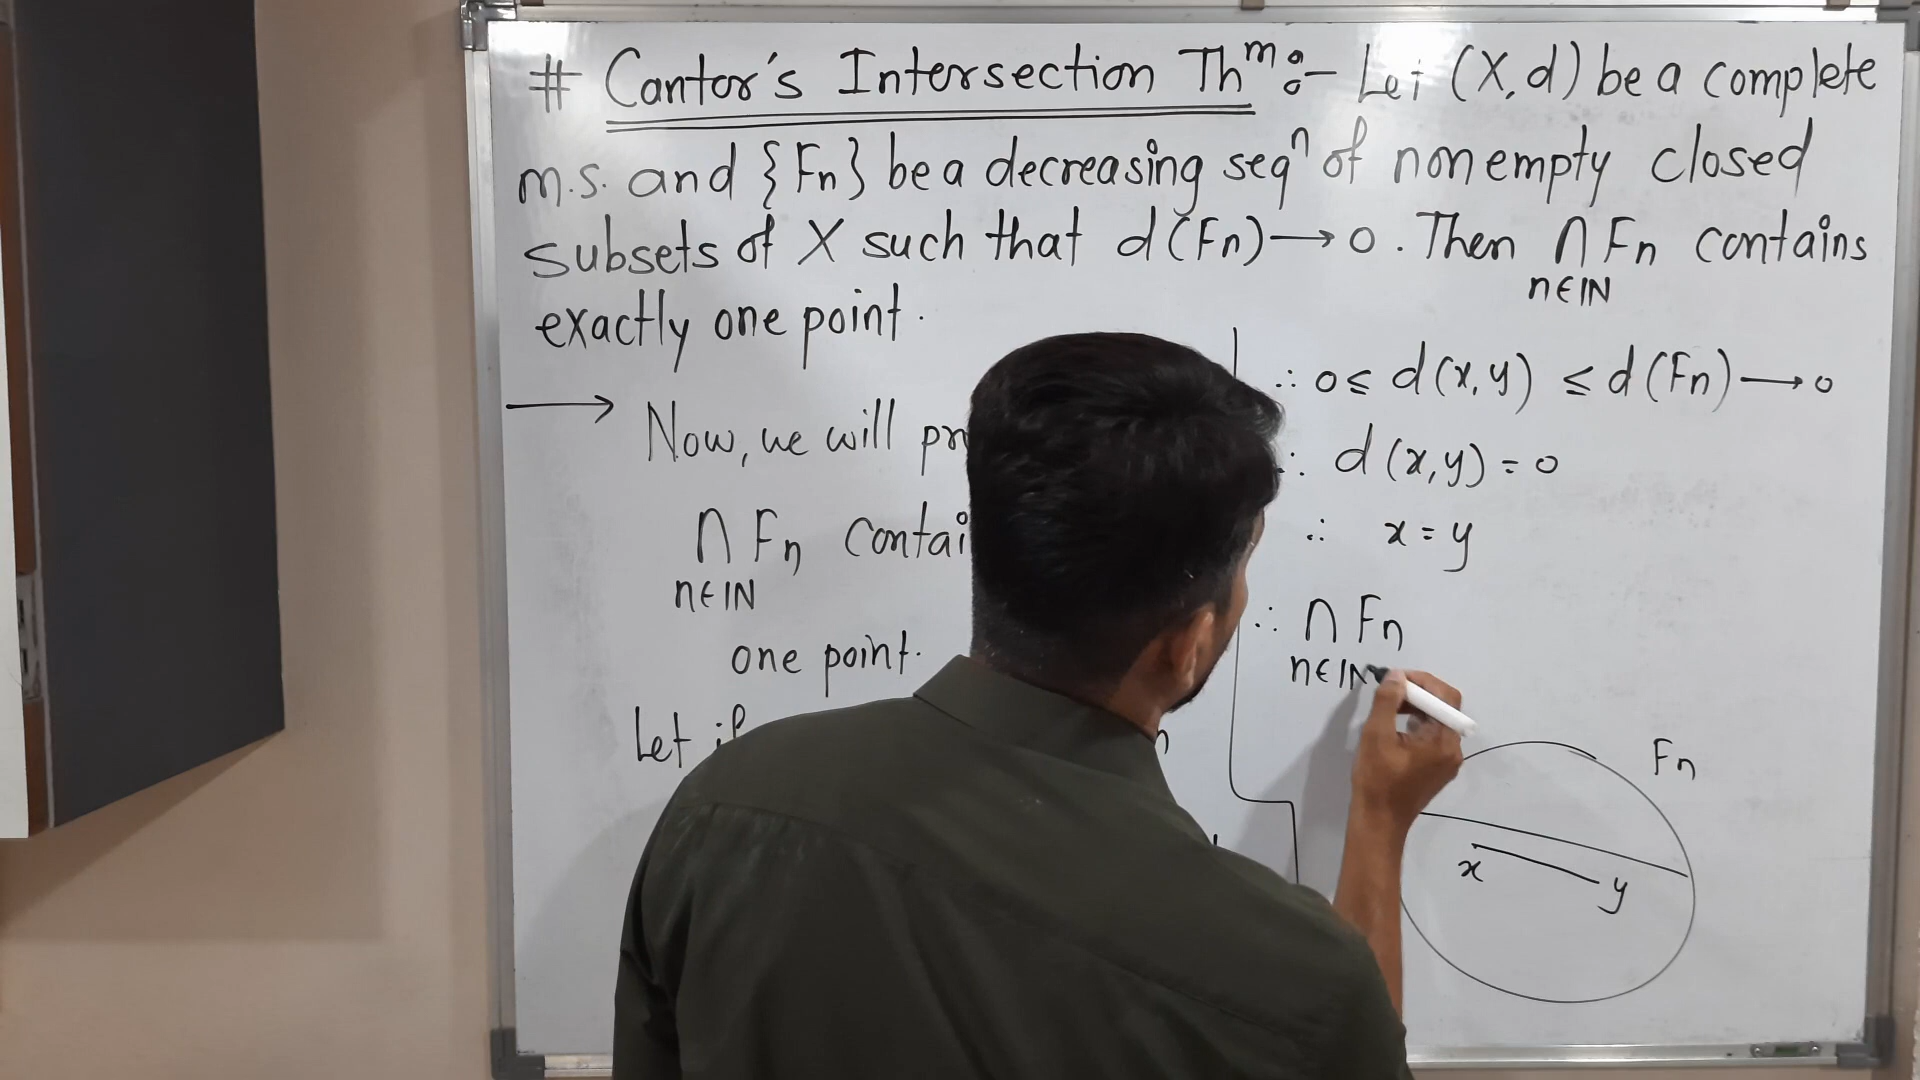 # Cantor's Intersection Thm :- Let (X,d) be a complete
m.s. and {Fn} be a decreasing seqn of nonempty closed
subsets of X such that d(Fn) → 0. Then ∩ Fn contains
n∈IN
exactly one point.
→ Now, we will
∩ Fn
n∈IN
one point.
Let if
∴ 0 ≤ d(x,y) ≤ d(Fn) → 0
∴ d(x,y) = 0
∴ x = y
∴ ∩ Fn
n∈IN
Fn
x
y